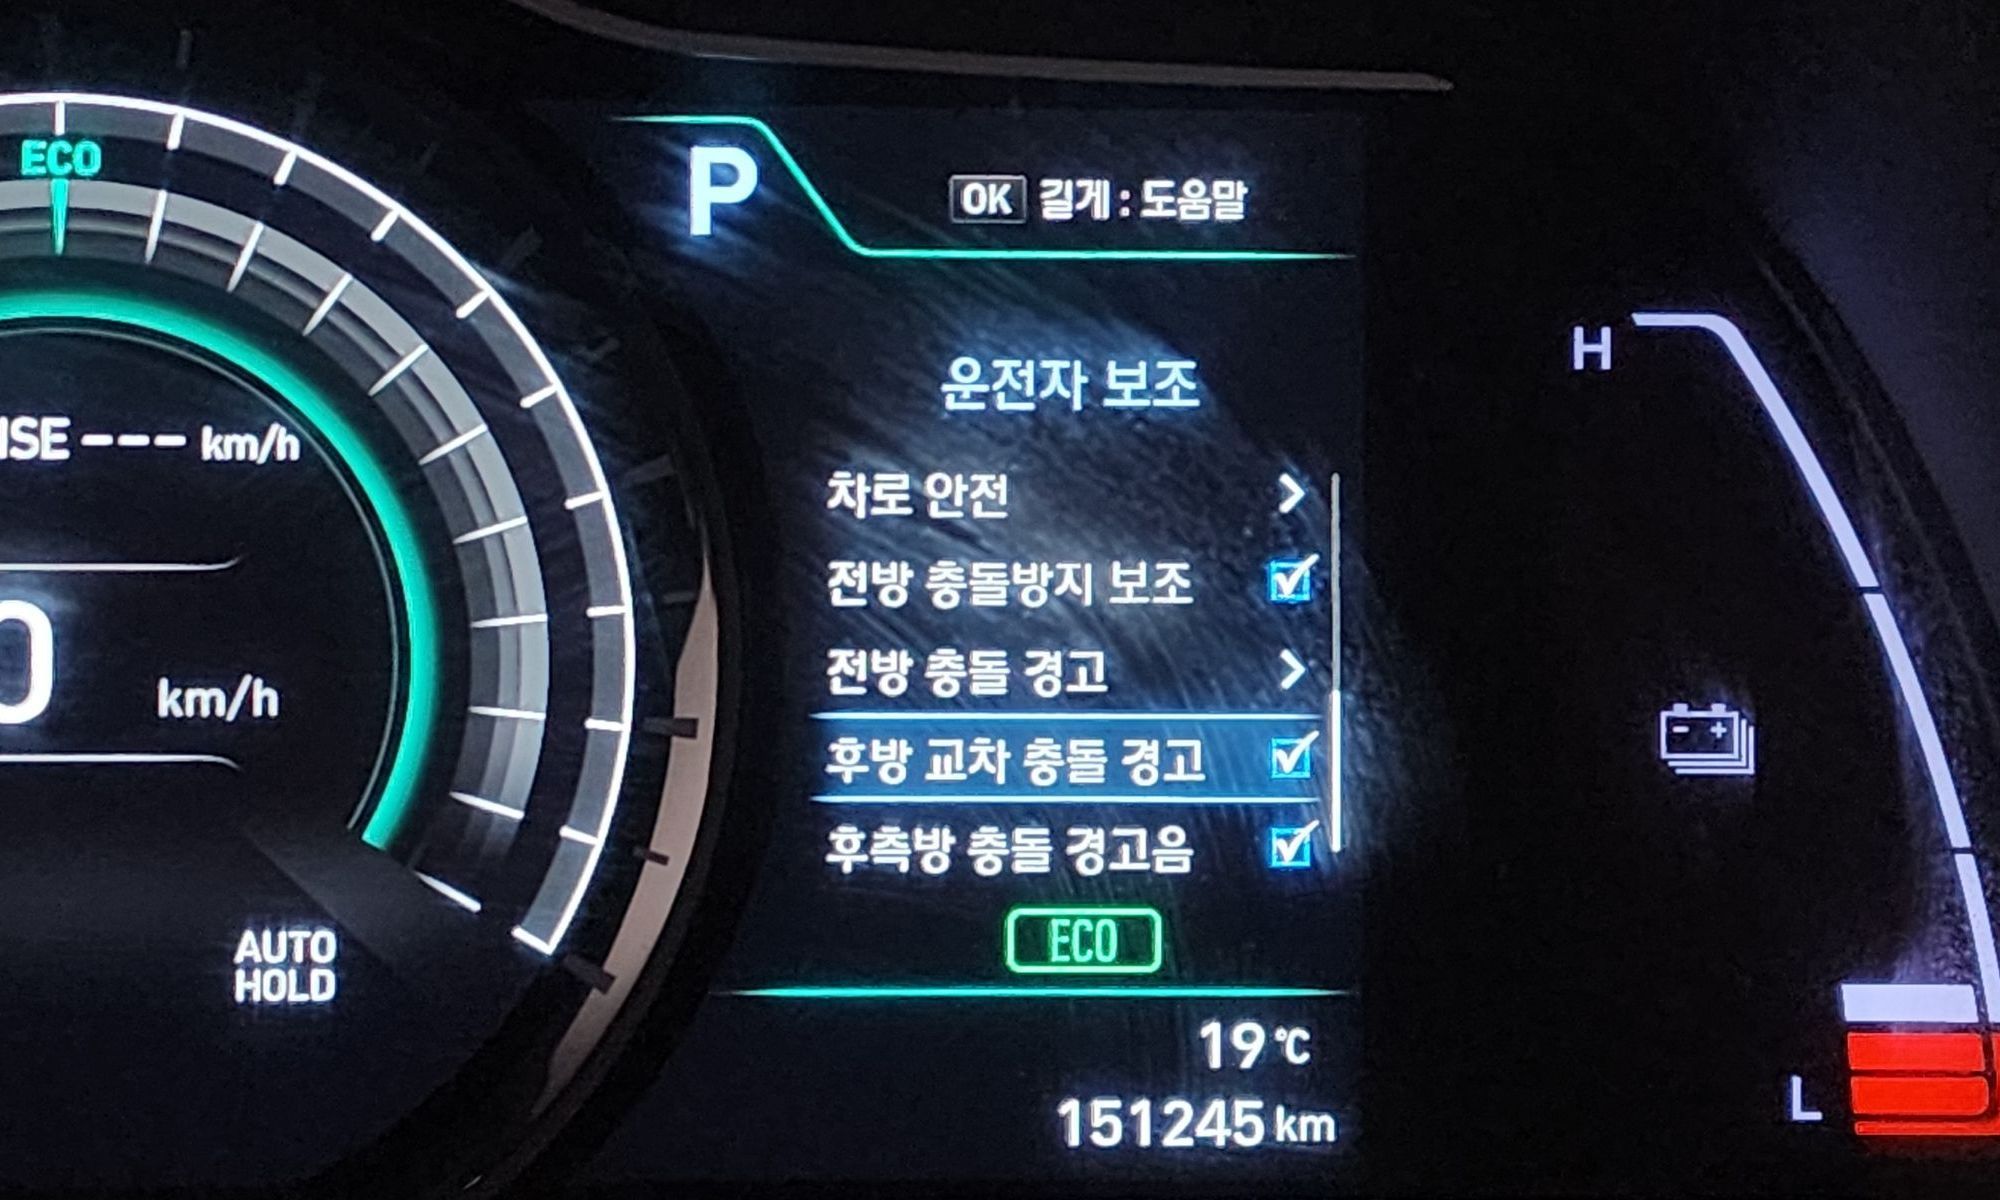 ECO
km/h
km/h
AUTO
HOLD
P
OK 길게 : 도움말
운전자 보조
차로 안전
전방 충돌방지 보조
전방 충돌 경고
후방 교차 충돌 경고
후측방 충돌 경고음
ECO
19 ℃
151245 km
H
- +
L